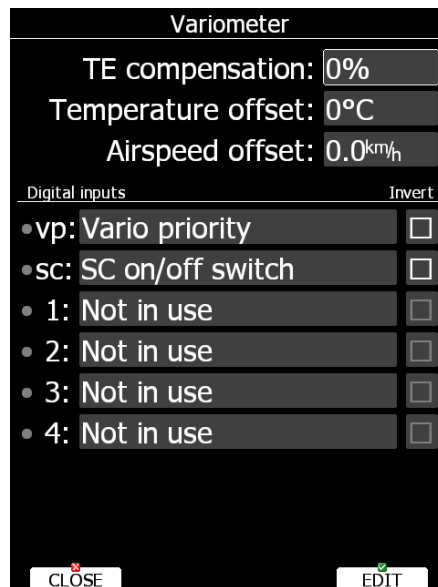 Variometer
TE compensation: 0%
Temperature offset: 0°C
Airspeed offset: 0.0km/h
Digital inputs Invert
vp: Vario priority
sc: SC on/off switch
1: Not in use
2: Not in use
3: Not in use
4: Not in use
CLOSE EDIT